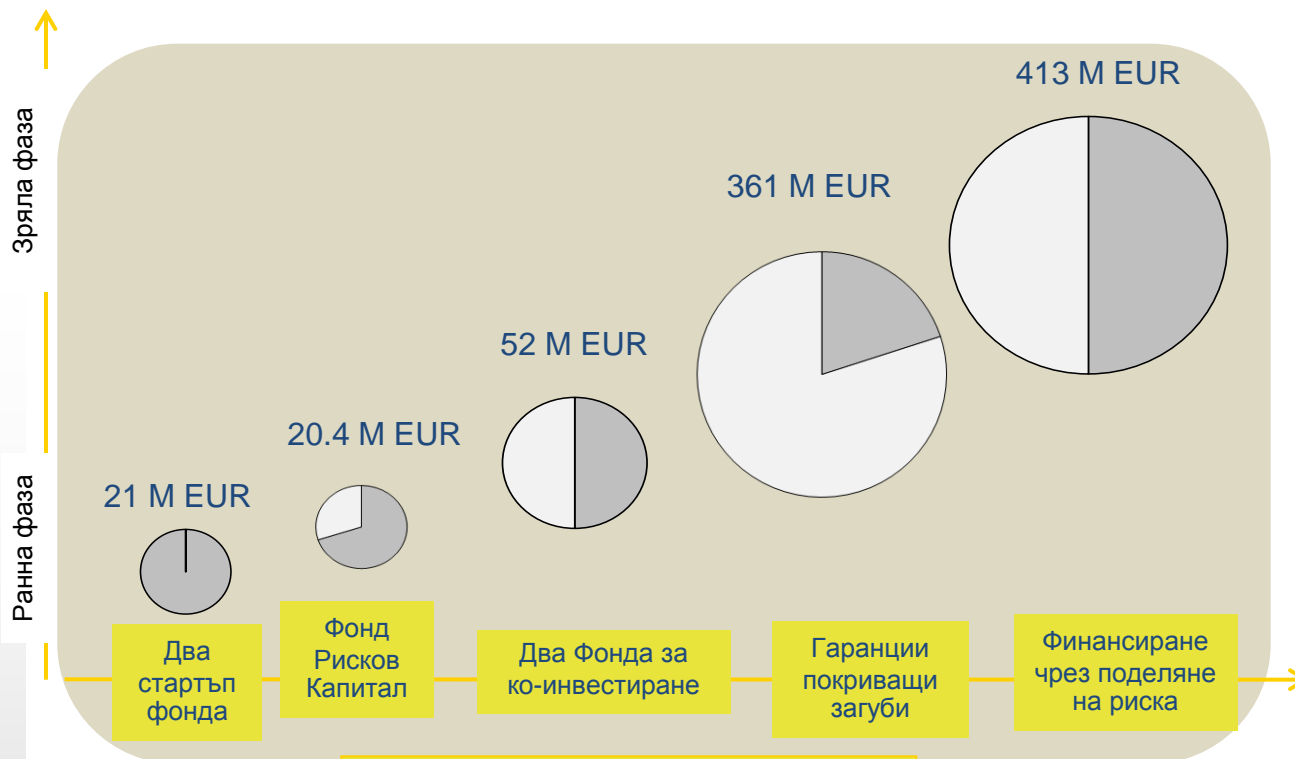 413 M EUR
361 M EUR
52 M EUR
20.4 M EUR
21 M EUR
Зряла фаза
Ранна фаза
Два
стартъп
фонда
Фонд
Рисков
Капитал
Два Фонда за
ко-инвестиране
Гаранции
покриващи
загуби
Финансиране
чрез поделяне
на риска